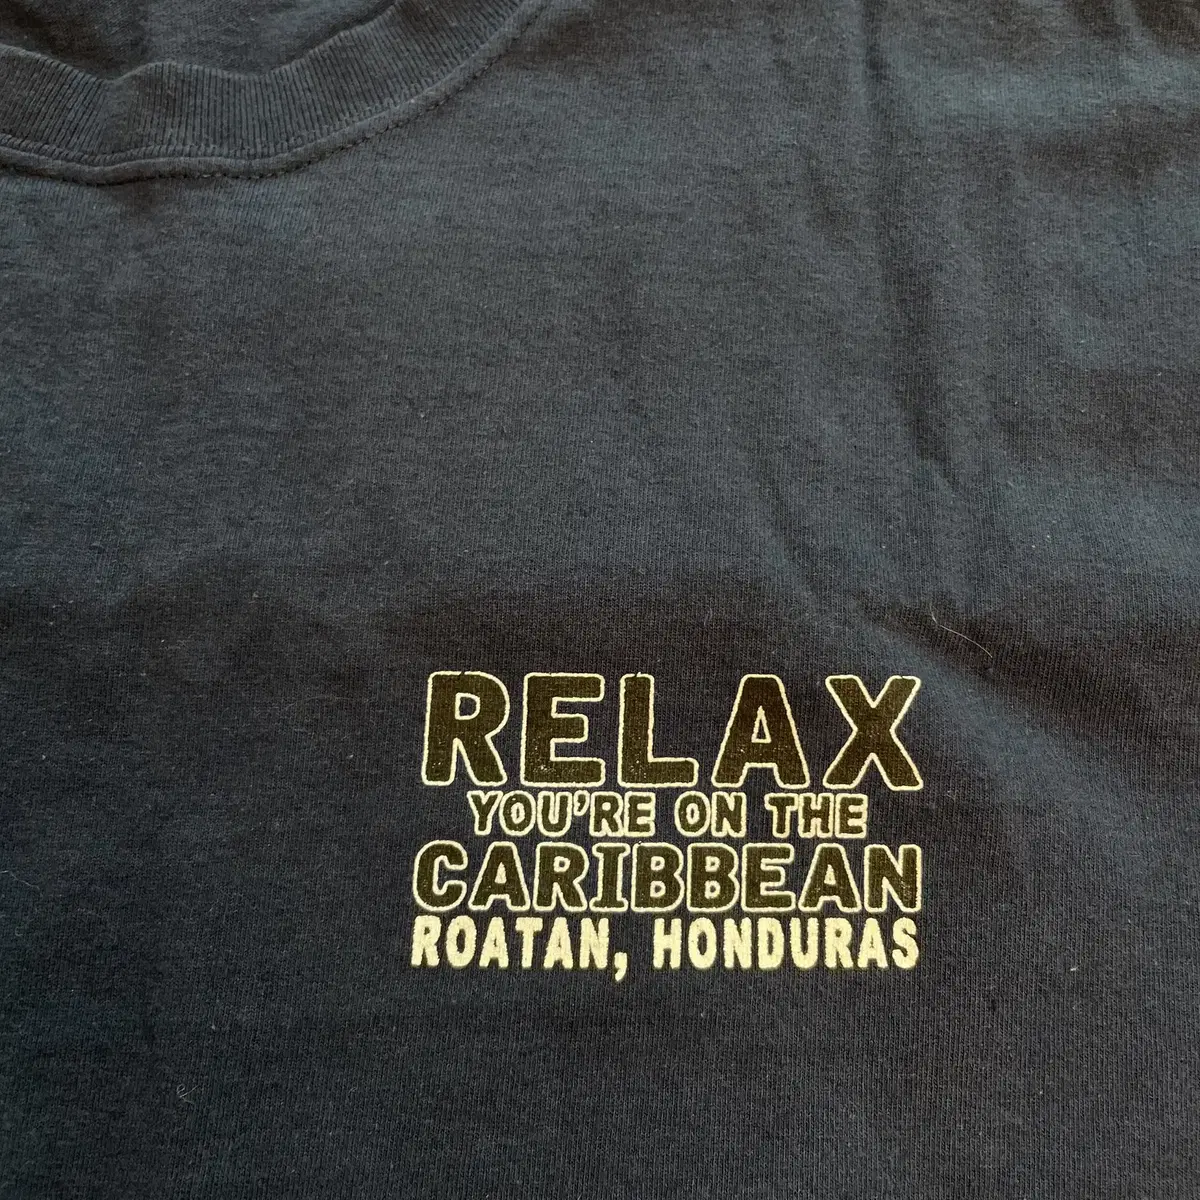 RELAX
YOU'RE ON THE
CARIBBEAN
ROATAN, HONDURAS